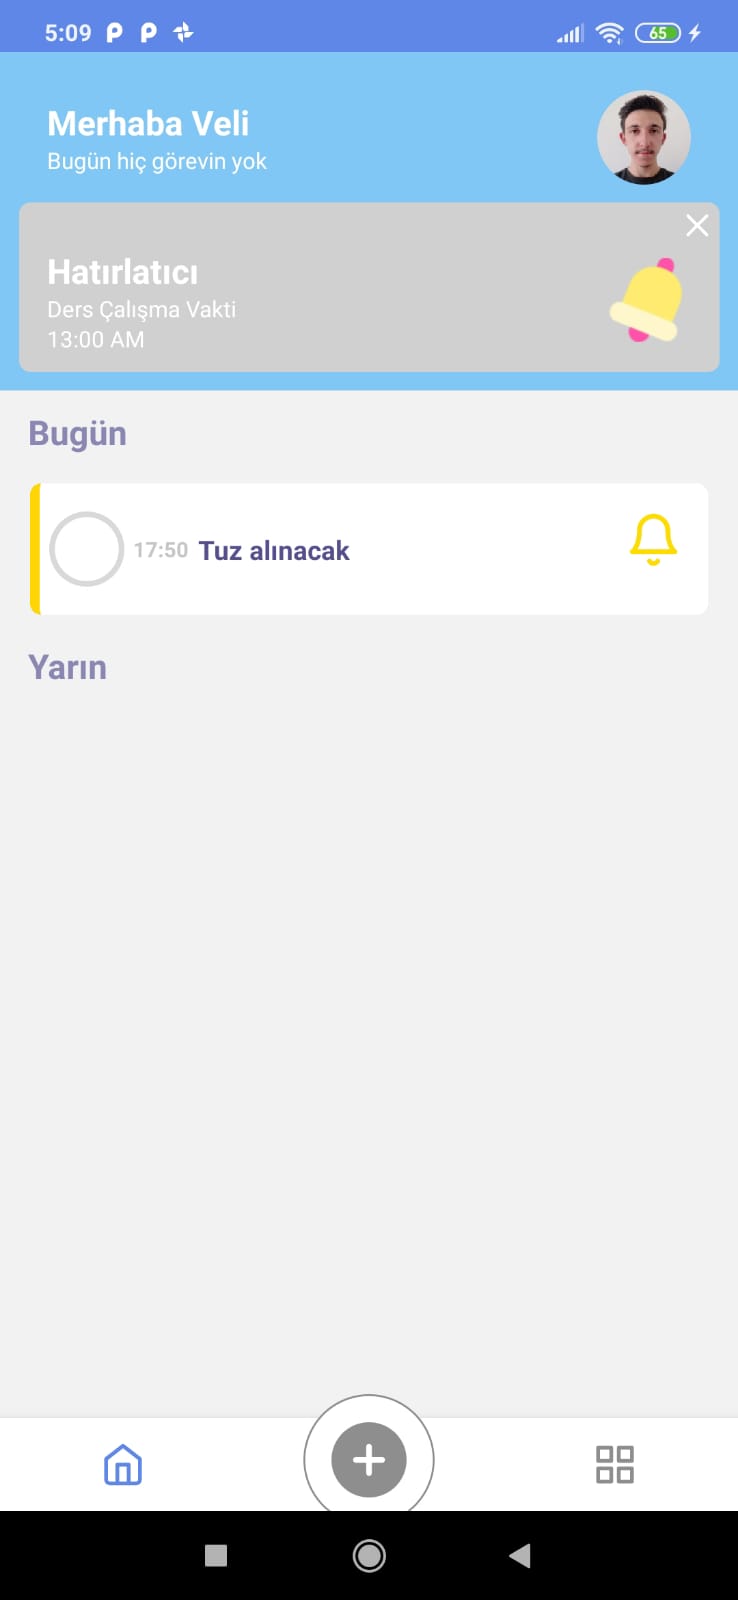 5:09
65
Merhaba Veli
Bugün hiç görevin yok
Hatırlatıcı
Ders Çalışma Vakti
13:00 AM
Bugün
17:50 Tuz alınacak
Yarın